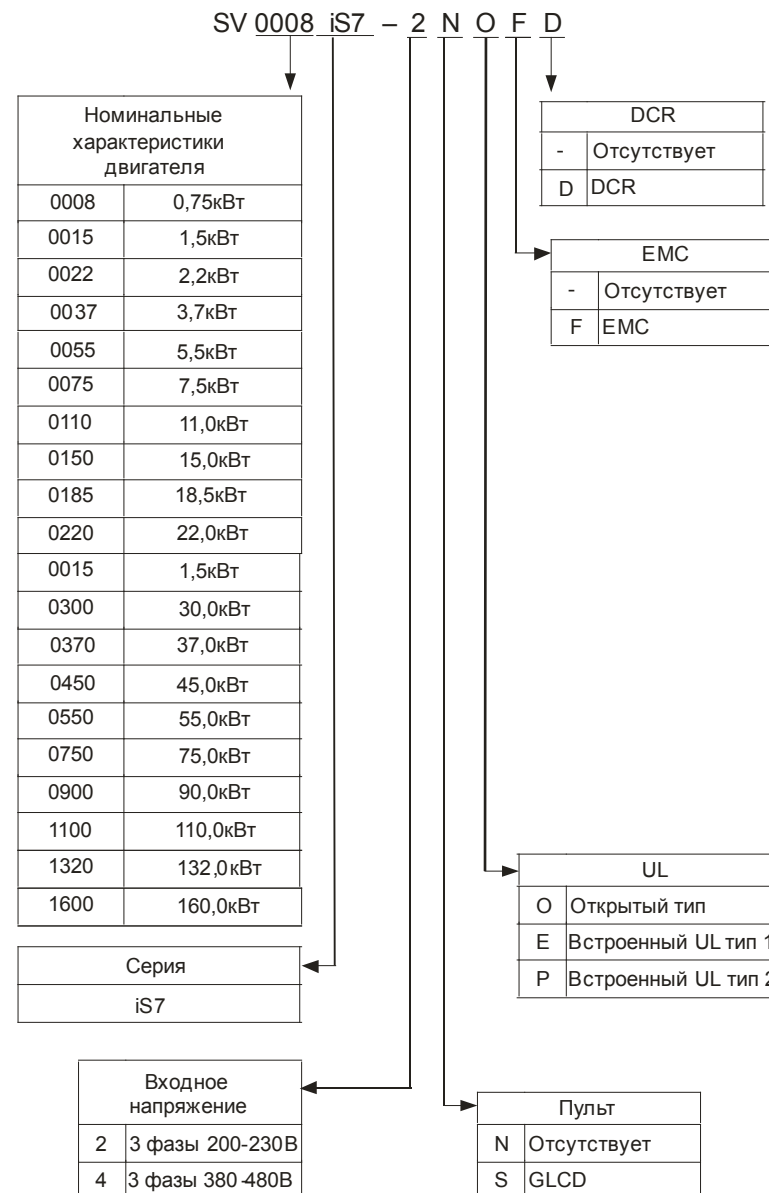 SV 0008 iS7 – 2 N O F D
Номинальные
характеристики
двигателя
0008 0,75кВт
0015 1,5кВт
0022 2,2кВт
0037 3,7кВт
0055 5,5кВт
0075 7,5кВт
0110 11,0кВт
0150 15,0кВт
0185 18,5кВт
0220 22,0кВт
0015 1,5кВт
0300 30,0кВт
0370 37,0кВт
0450 45,0кВт
0550 55,0кВт
0750 75,0кВт
0900 90,0кВт
1100 110,0кВт
1320 132,0кВт
1600 160,0кВт
Серия
iS7
Входное
напряжение
2 3 фазы 200-230В
4 3 фазы 380-480В
DCR
- Отсутствует
D DCR
EMC
- Отсутствует
F EMC
UL
O Открытый тип
E Встроенный UL тип 1
P Встроенный UL тип 2
Пульт
N Отсутствует
S GLCD